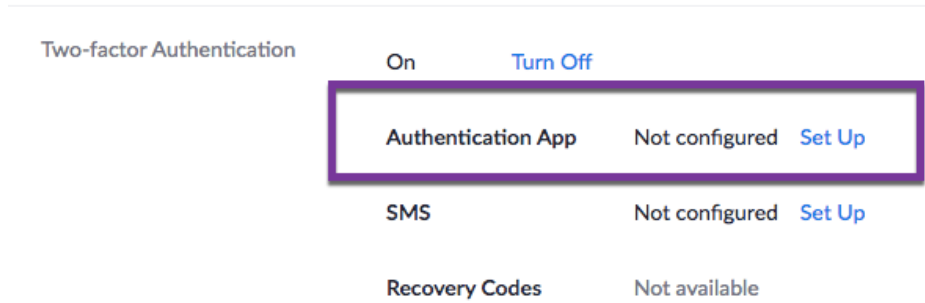 Two-factor Authentication
On Turn Off
Authentication App Not configured Set Up
SMS Not configured Set Up
Recovery Codes Not available